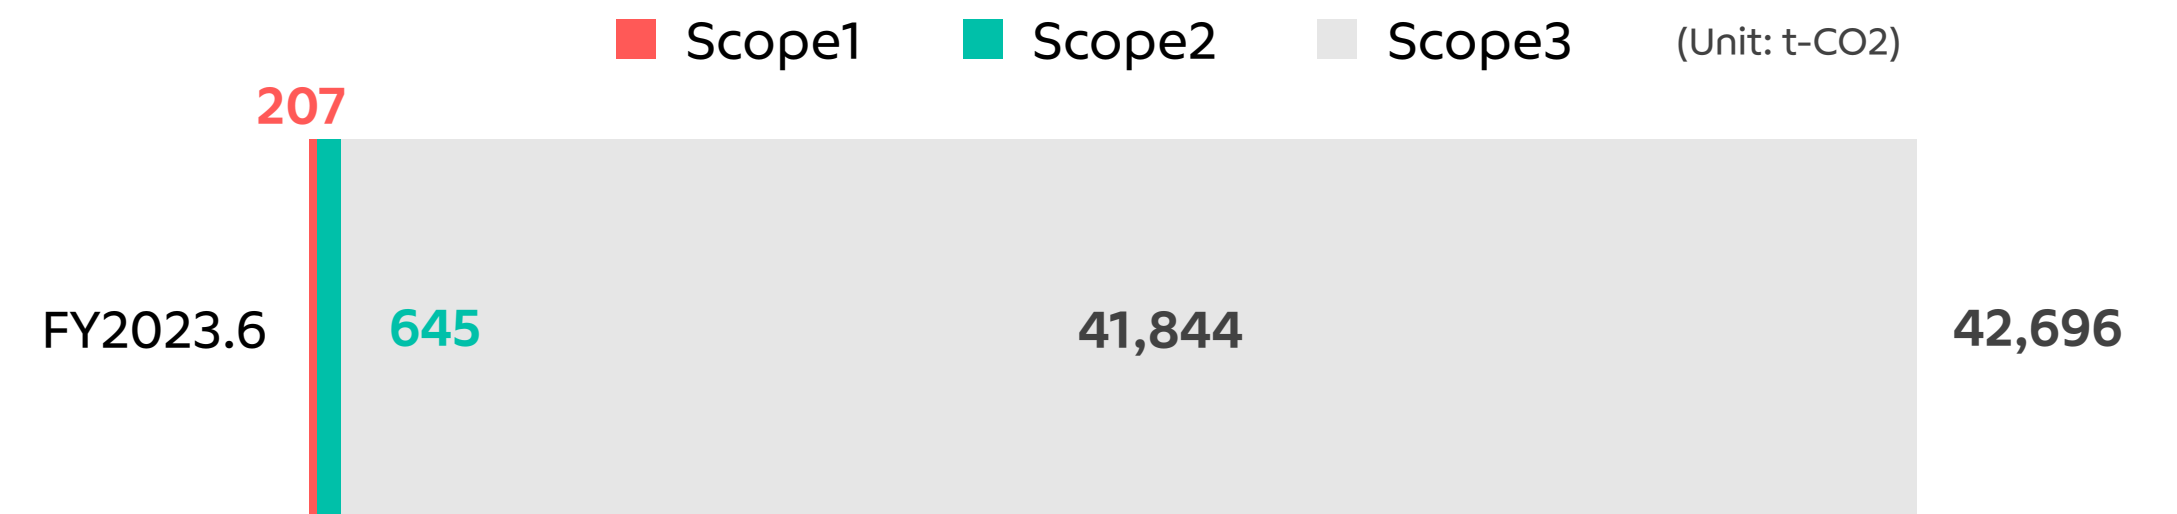 Scope1 Scope2 Scope3 (Unit: t-CO2)
207
FY2023.6 645 41,844 42,696